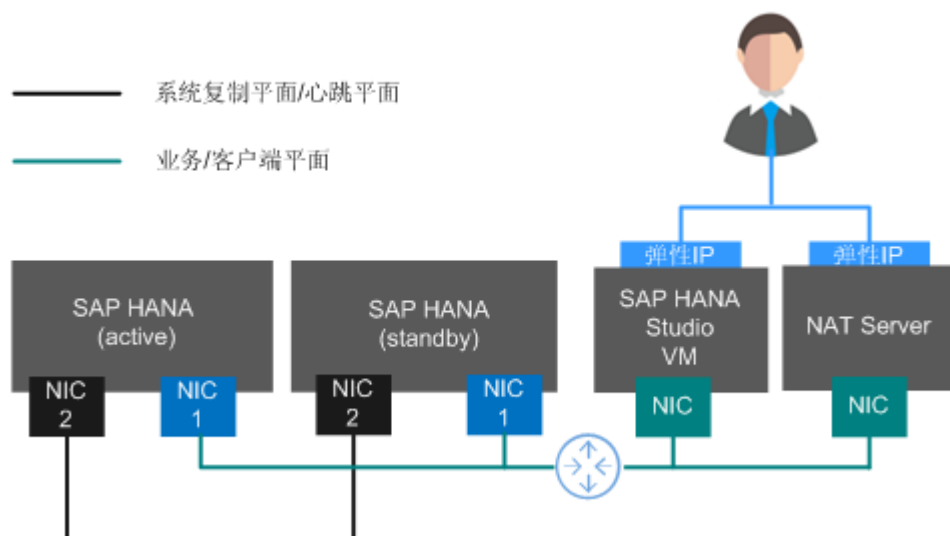 系统复制平面/心跳平面
业务/客户端平面
弹性IP
弹性IP
SAP HANA
(active)
SAP HANA
(standby)
SAP HANA
Studio
VM
NAT Server
NIC
2
NIC
1
NIC
2
NIC
1
NIC
NIC